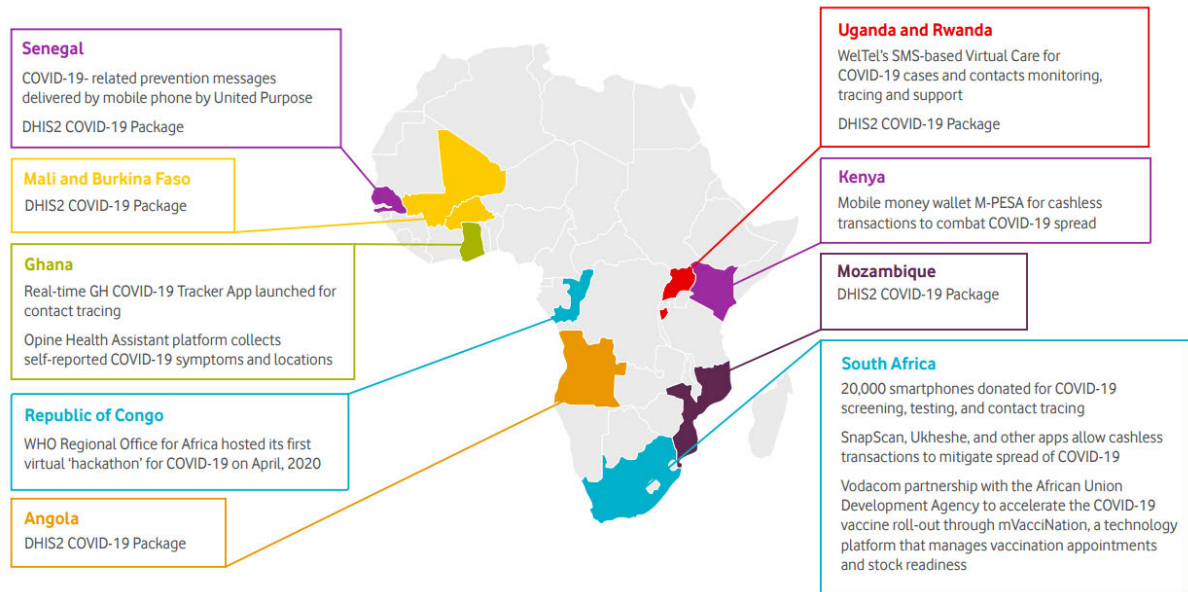 Senegal
COVID-19- related prevention messages
delivered by mobile phone by United Purpose
DHIS2 COVID-19 Package
Mali and Burkina Faso
DHIS2 COVID-19 Package
Ghana
Real-time GH COVID-19 Tracker App launched for
contact tracing
Opine Health Assistant platform collects
self-reported COVID-19 symptoms and locations
Republic of Congo
WHO Regional Office for Africa hosted its first
virtual ‘hackathon’ for COVID-19 on April, 2020
Angola
DHIS2 COVID-19 Package
Uganda and Rwanda
WelTel’s SMS-based Virtual Care for
COVID-19 cases and contacts monitoring,
tracing and support
DHIS2 COVID-19 Package
Kenya
Mobile money wallet M-PESA for cashless
transactions to combat COVID-19 spread
Mozambique
DHIS2 COVID-19 Package
South Africa
20,000 smartphones donated for COVID-19
screening, testing, and contact tracing
SnapScan, Ukheshe, and other apps allow cashless
transactions to mitigate spread of COVID-19
Vodacom partnership with the African Union
Development Agency to accelerate the COVID-19
vaccine roll-out through mVacciNation, a technology
platform that manages vaccination appointments
and stock readiness